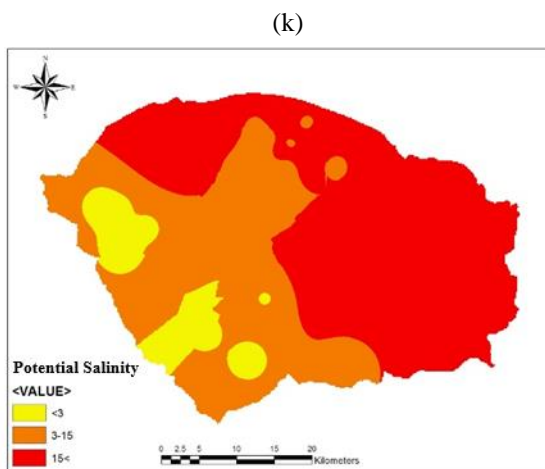 (k)
N
W E
S
Potential Salinity
<VALUE>
<3
3-15
15<
0 2.5 5 10 15 20
Kilometers